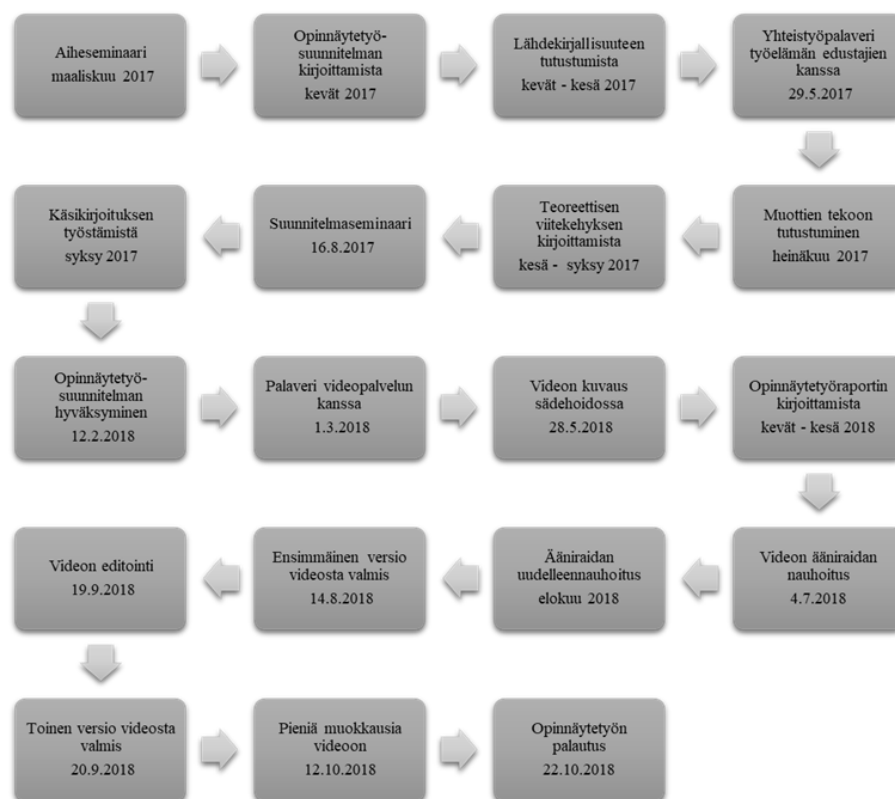 Aiheseminaari
maaliskuu 2017
Opinnäytetyö-
suunnitelman
kirjoittamista
kevät 2017
Lähdekirjallisuuteen
tutustumista
kevät - kesä 2017
Yhteistyöpalaveri
työelämän edustajien
kanssa
29.5.2017
Muottien tekoon
tutustuminen
heinäkuu 2017
Teoreettisen
viitekehyksen
kirjoittamista
kesä - syksy 2017
Suunnitelmaseminaari
16.8.2017
Käsikirjoituksen
työstämistä
syksy 2017
Opinnäytetyö-
suunnitelman
hyväksyminen
12.2.2018
Palaveri videopalvelun
kanssa
1.3.2018
Videon kuvaus
sädehoidossa
28.5.2018
Opinnäytetyöraportin
kirjoittamista
kevät - kesä 2018
Videon ääniraidan
nauhoitus
4.7.2018
Ääniraidan
uudelleennauhoitus
elokuu 2018
Ensimmäinen versio
videosta valmis
14.8.2018
Videon editointi
19.9.2018
Toinen versio videosta
valmis
20.9.2018
Pieniä muokkausia
videoon
12.10.2018
Opinnäytetyön
palautus
22.10.2018